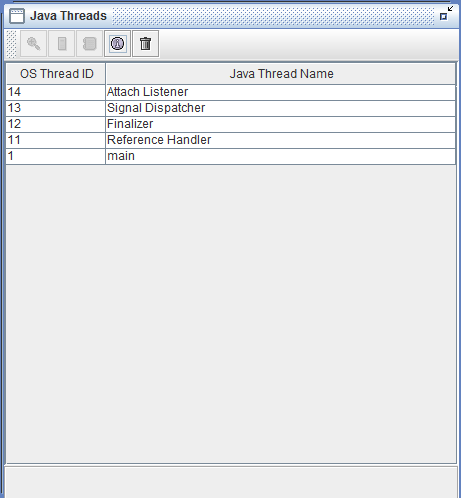 Java Threads
OS Thread ID Java Thread Name
14 Attach Listener
13 Signal Dispatcher
12 Finalizer
11 Reference Handler
1 main